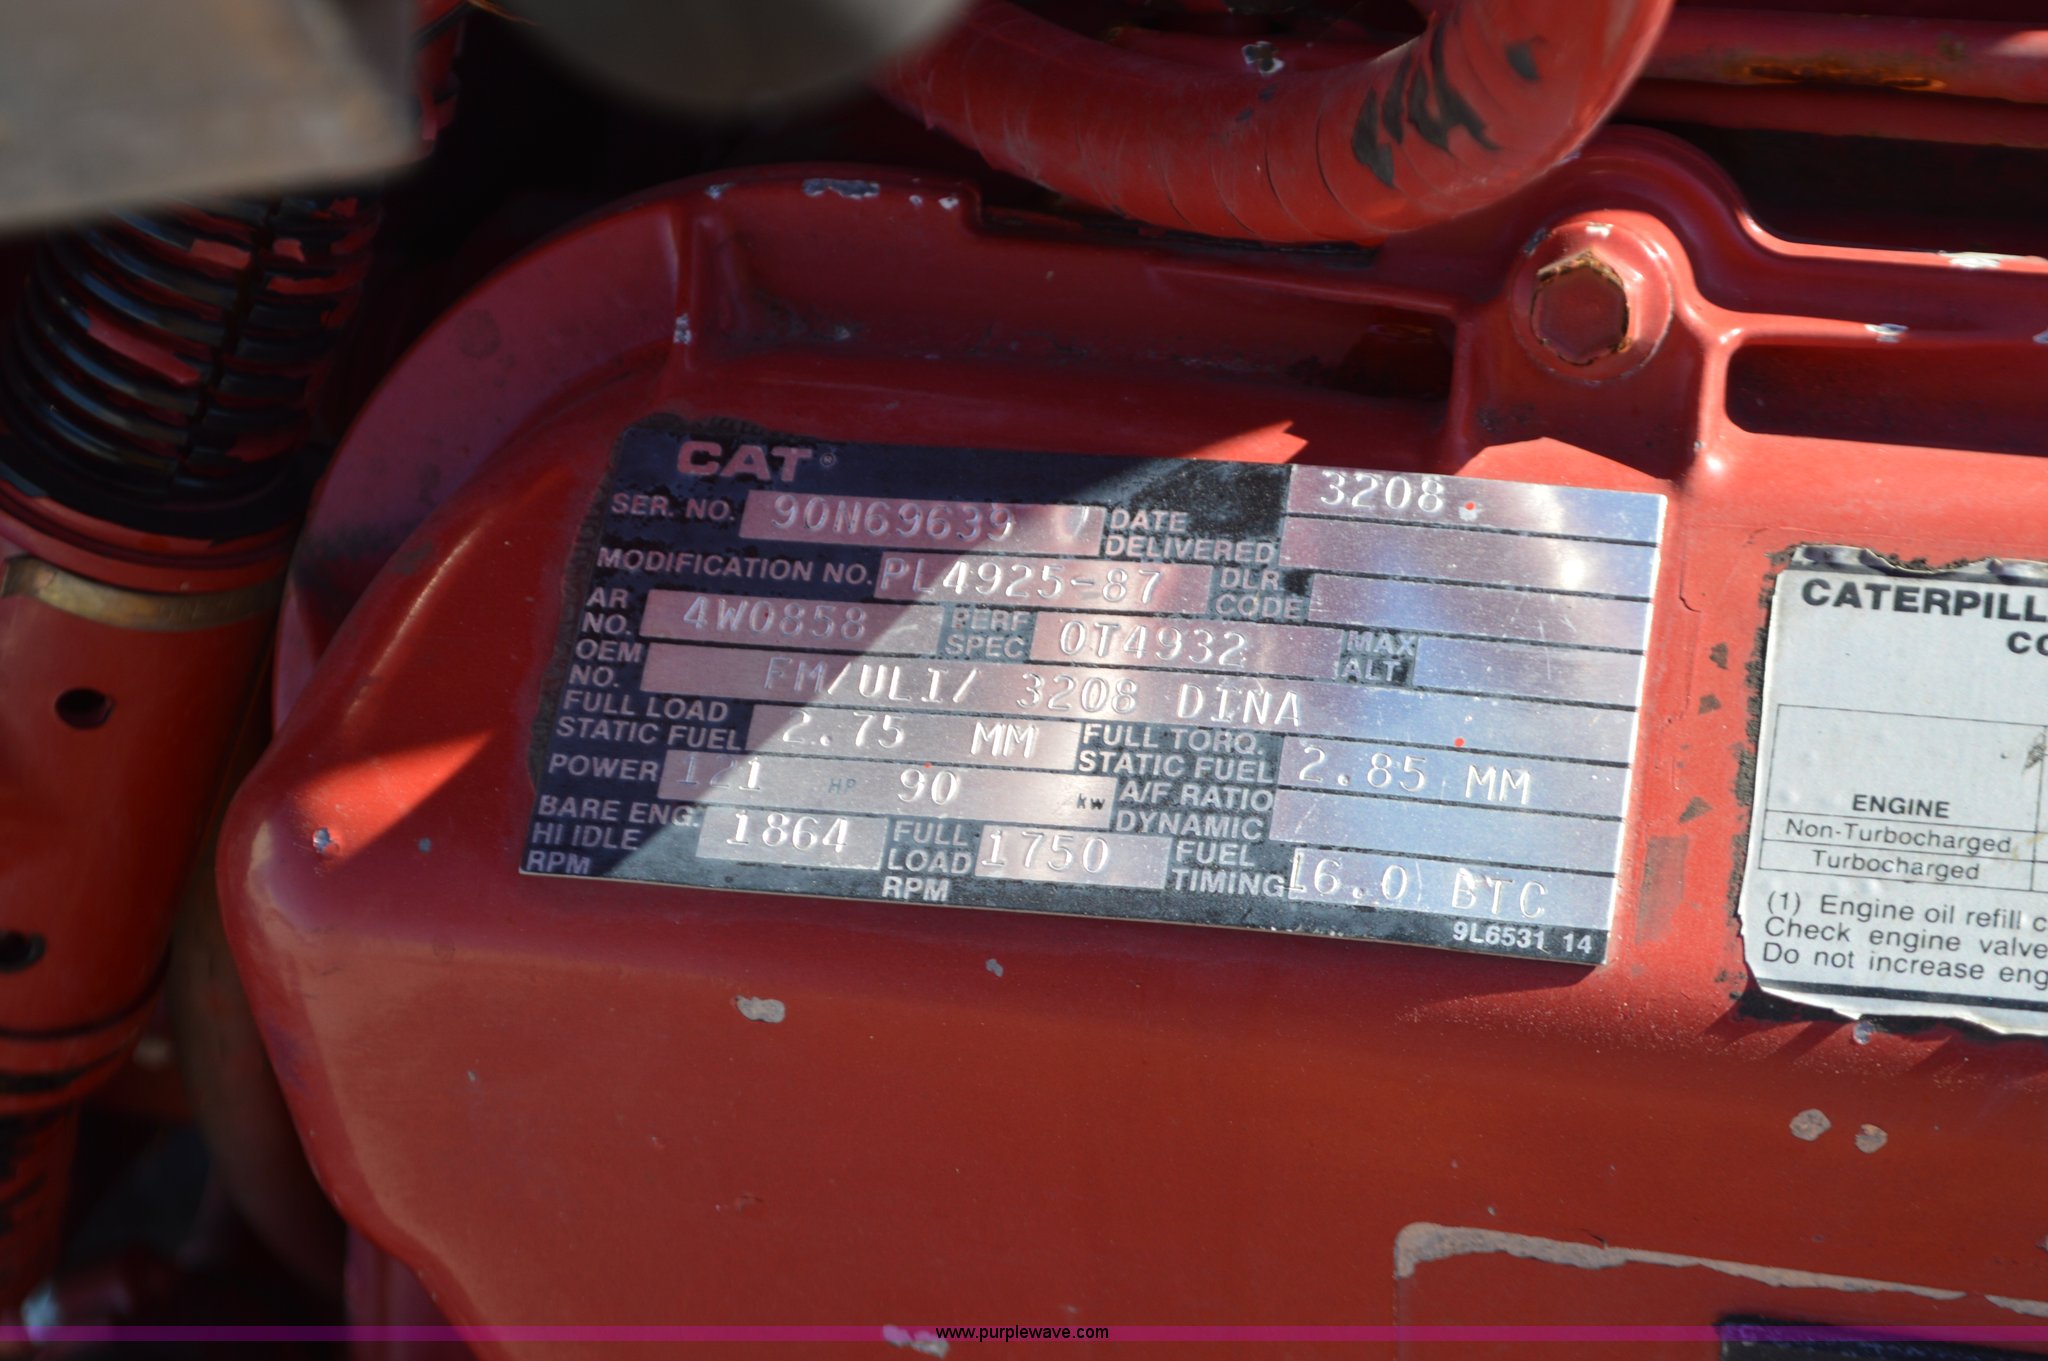 CAT®
3208.
SER. NO. 90N69639
DATE DELIVERED
MODIFICATION NO. PL4925-87
DLR CODE
AR NO. 4W0858
PERF SPEC 0T4932
MAX ALT
OEM NO. FM/ULI/ 3208 DINA
FULL LOAD STATIC FUEL 2.75 MM
FULL TORQ. STATIC FUEL 2.85 MM
POWER 121 HP 90 kw
A/F RATIO DYNAMIC
BARE ENG. HI IDLE RPM 1864
FULL LOAD RPM 1750
FUEL TIMING 16.0 BTC
9L6531 14
CATERPILL
CO
ENGINE
Non-Turbocharged
Turbocharged
(1) Engine oil refill c
Check engine valve
Do not increase eng
www.purplewave.com